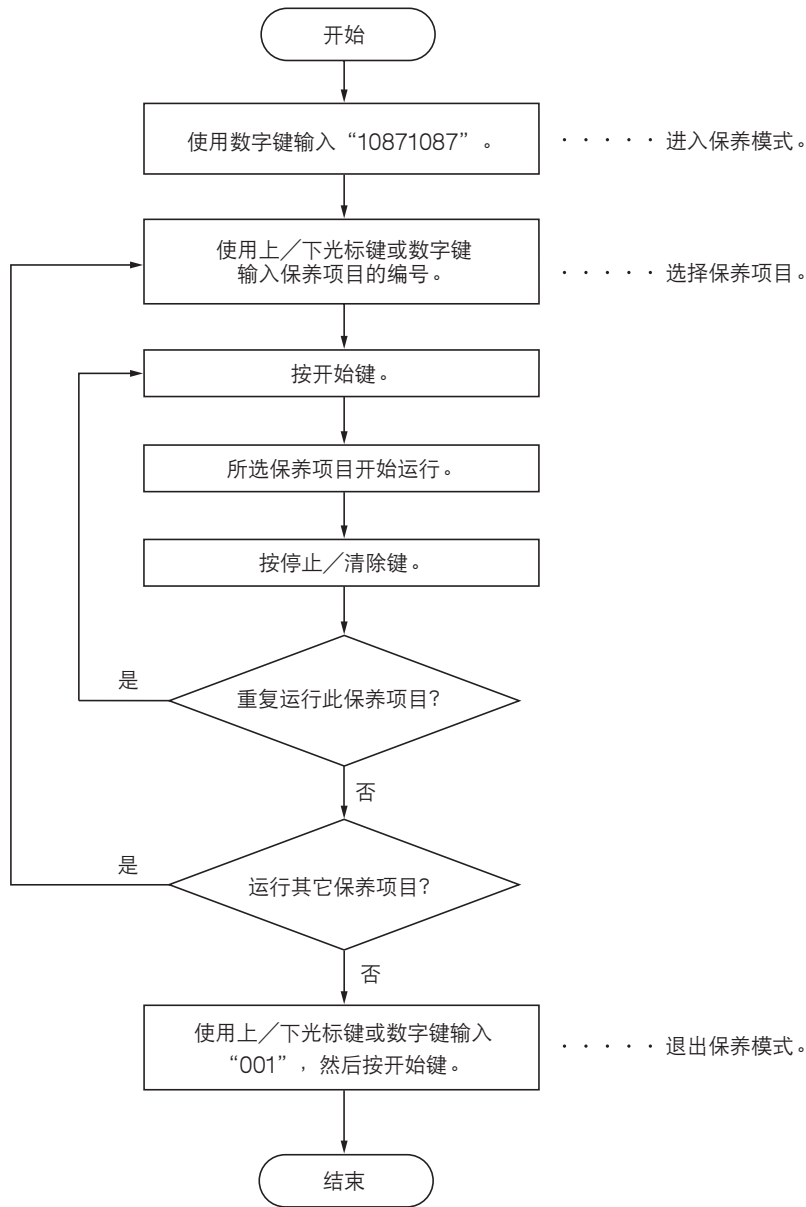 开始
使用数字键输入“10871087”。
· · · · · 进入保养模式。
使用上／下光标键或数字键
输入保养项目的编号。
· · · · · 选择保养项目。
按开始键。
所选保养项目开始运行。
按停止／清除键。
是
重复运行此保养项目?
否
是
运行其它保养项目?
否
使用上／下光标键或数字键输入
“001”，然后按开始键。
· · · · · 退出保养模式。
结束